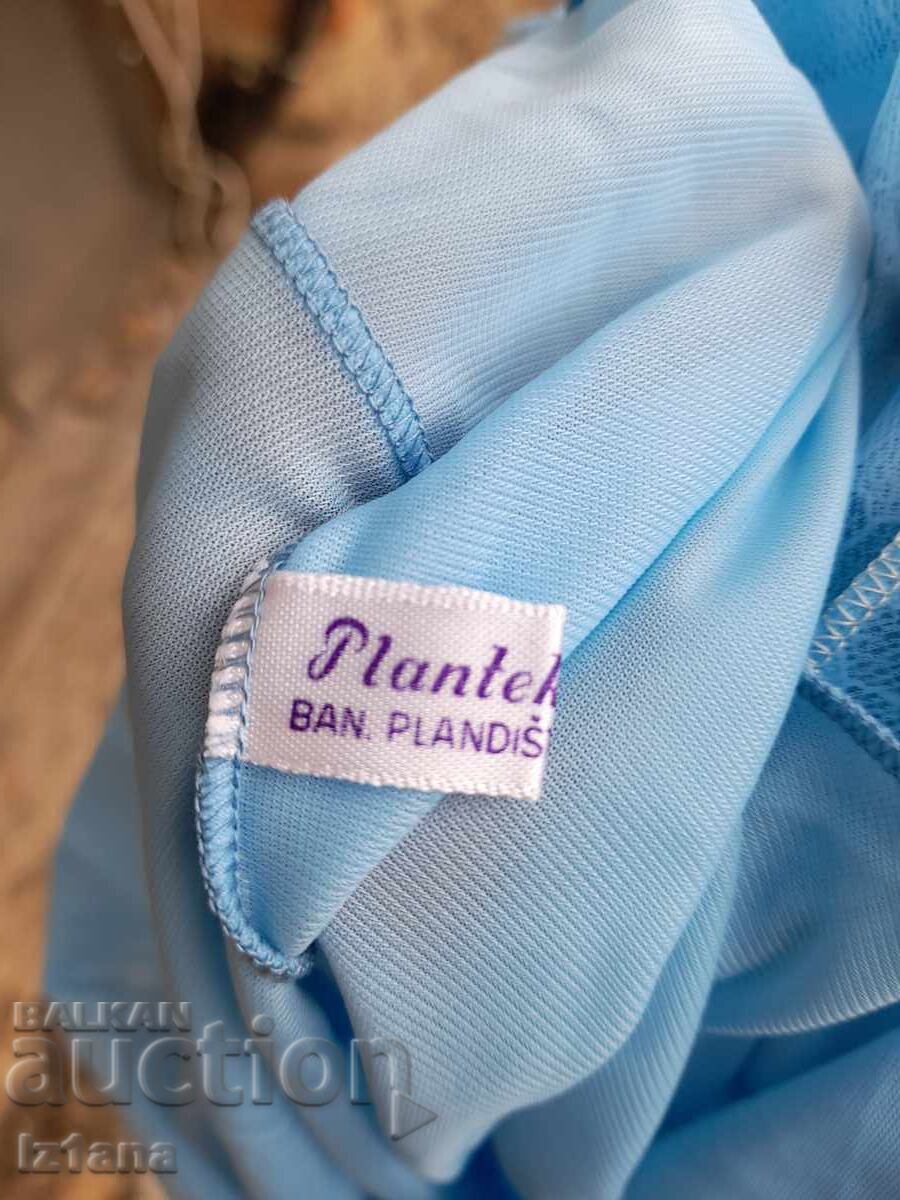 Plantek
BAN. PLANDIŠ
BALKAN
auction
Iz1ana